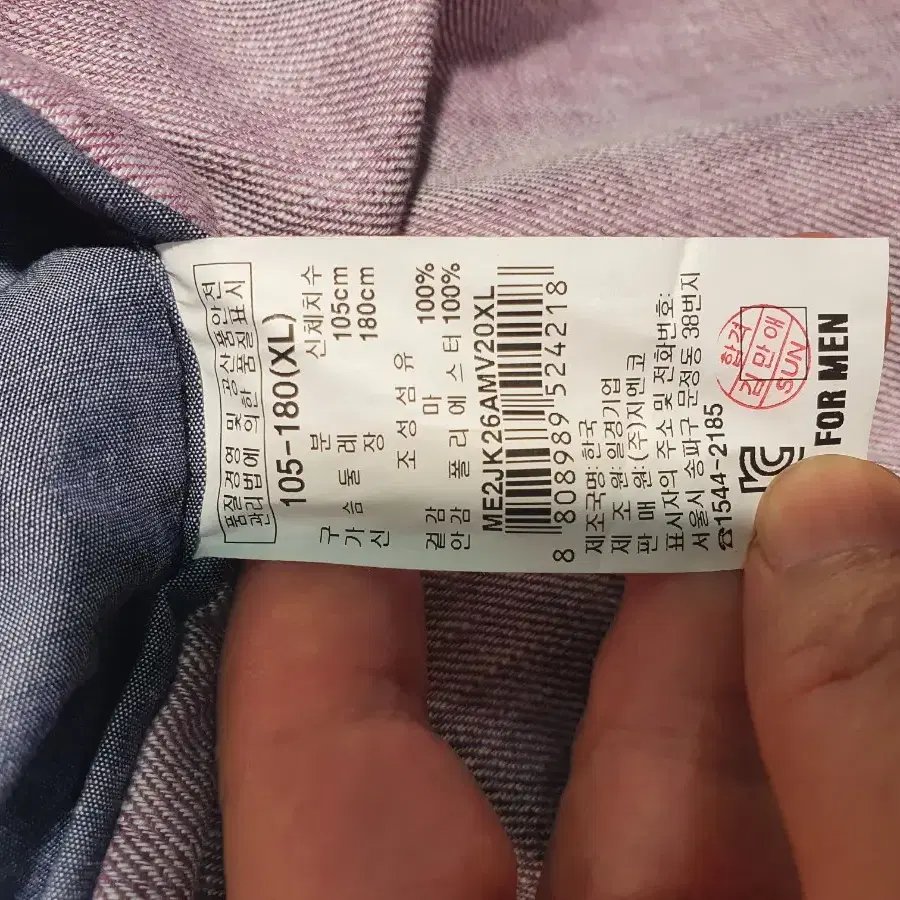 품질경영 및 공산품안전
관리법에 의한 품질표시
105-180(XL)
구 분 신체치수
가슴둘레 105cm
신 장 180cm
조성섬유
겉감 마 100%
안감 폴리에스터 100%
ME2JK26AMV20XL
8 808989 524218
제조국명: 한국
제 조 원: 일경기업
판 매 원: (주)지엔코
표시자의 주소 및 전화번호:
서울시 송파구 문정동 38번지
☎1544-2185
합격
SUN
FOR MEN